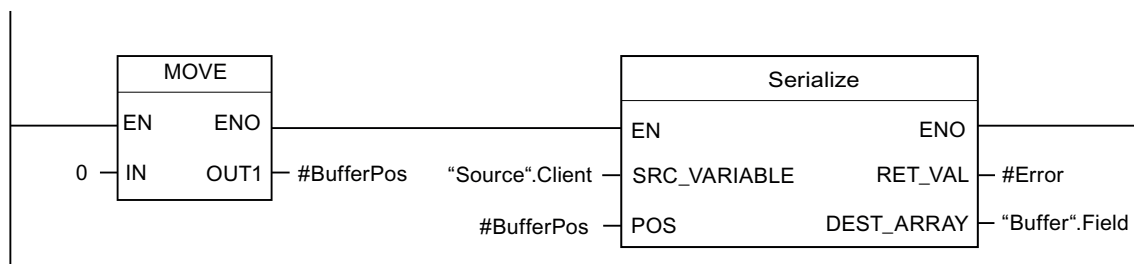 MOVE
Serialize
EN ENO
EN ENO
0 IN OUT1 #BufferPos
“Source“.Client SRC_VARIABLE RET_VAL #Error
#BufferPos POS DEST_ARRAY “Buffer“.Field